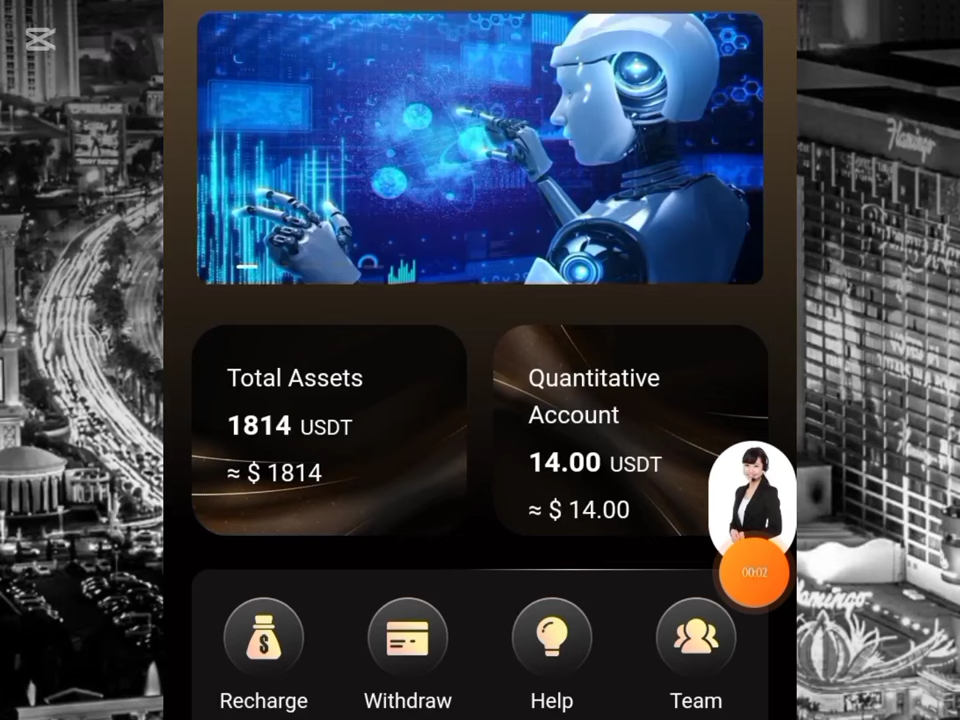 Flamingo
Total Assets
1814 USDT
≈ $ 1814
Quantitative
Account
14.00 USDT
≈ $ 14.00
00:02
Flamingo
Recharge
Withdraw
Help
Team